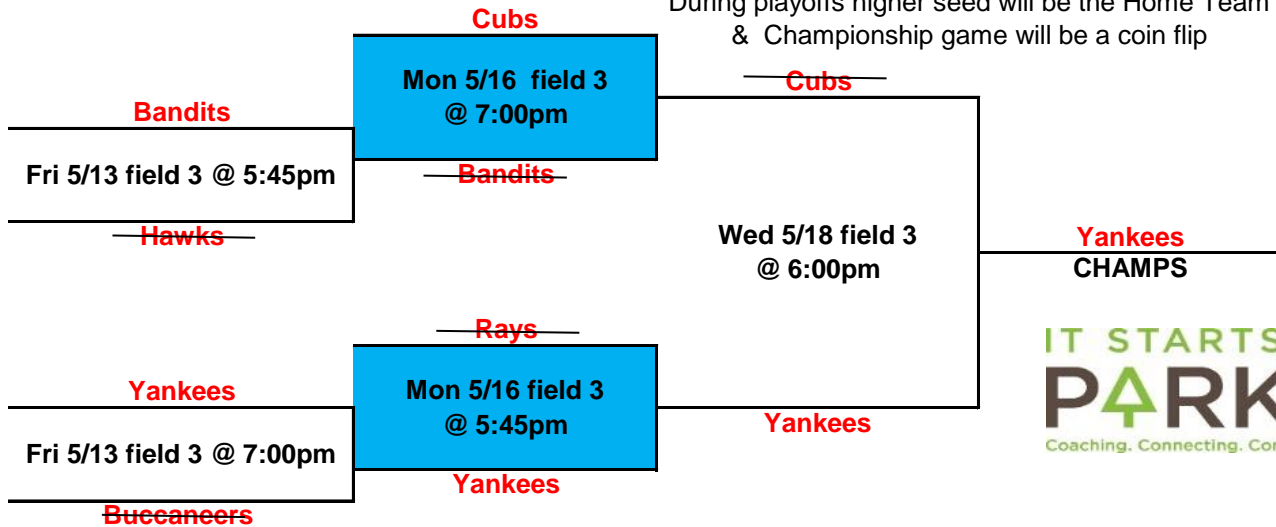 During playoffs higher seed will be the Home Team
& Championship game will be a coin flip
Cubs
Mon 5/16 field 3
@ 7:00pm
Cubs
Bandits
Fri 5/13 field 3 @ 5:45pm
Bandits
Hawks
Wed 5/18 field 3
@ 6:00pm
Yankees
CHAMPS
Rays
Mon 5/16 field 3
@ 5:45pm
Yankees
Yankees
Fri 5/13 field 3 @ 7:00pm
Yankees
Buccaneers
IT STARTS
PARK
Coaching. Connecting.